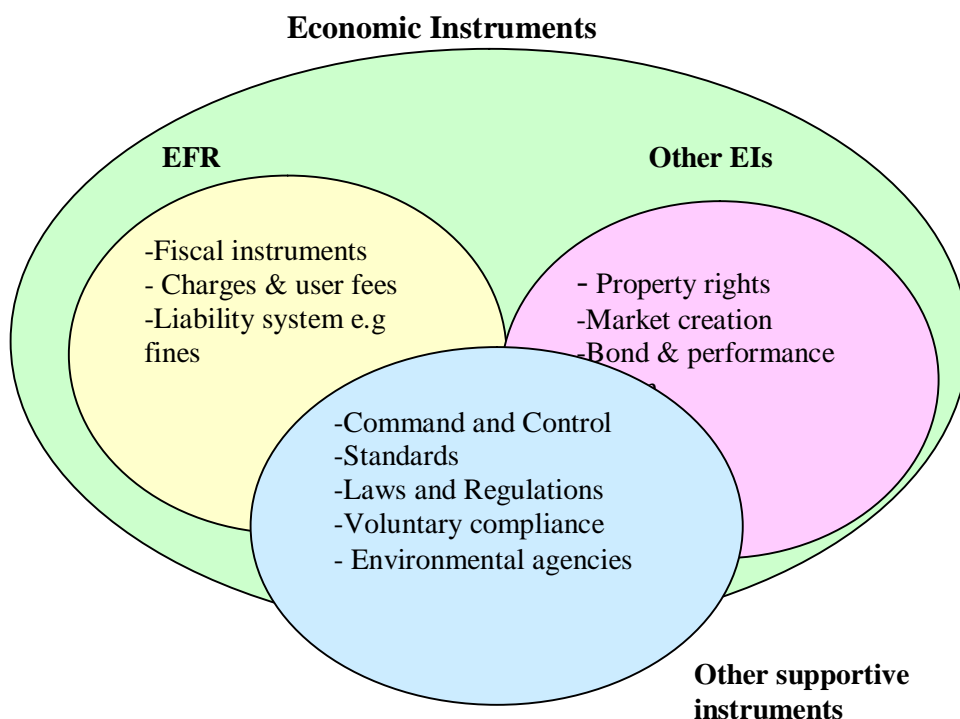 Economic Instruments
EFR
Other EIs
-Fiscal instruments
- Charges & user fees
-Liability system e.g
fines
- Property rights
-Market creation
-Bond & performance
-Command and Control
-Standards
-Laws and Regulations
-Voluntary compliance
- Environmental agencies
Other supportive
instruments